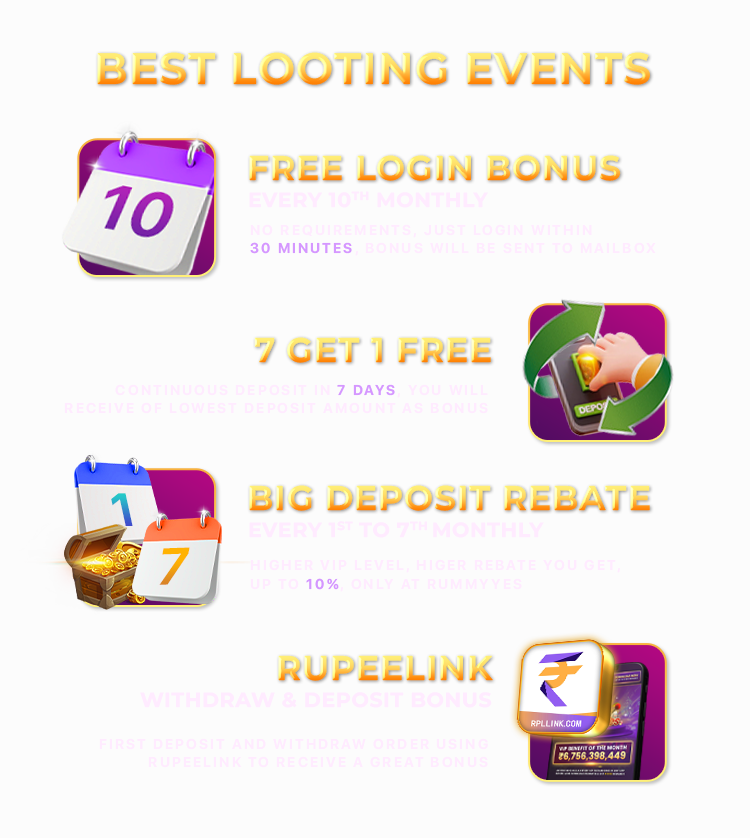 BEST LOOTING EVENTS
10
FREE LOGIN BONUS
EVERY 10TH MONTHLY
NO REQUIREMENTS, JUST LOGIN WITHIN
30 MINUTES, BONUS WILL BE SENT TO MAILBOX
7 GET 1 FREE
CONTINUOUS DEPOSIT IN 7 DAYS, YOU WILL
RECEIVE OF LOWEST DEPOSIT AMOUNT AS BONUS
DEPO
1
7
BIG DEPOSIT REBATE
EVERY 1ST TO 7TH MONTHLY
HIGHER VIP LEVEL, HIGER REBATE YOU GET,
UP TO 10%, ONLY AT RUMMYYES
RUPEELINK
WITHDRAW & DEPOSIT BONUS
FIRST DEPOSIT AND WITHDRAW ORDER USING
RUPEELINK TO RECEIVE A GREAT BONUS
₹
RPLLINK.COM
VIP BENEFIT OF THE MONTH
₹6,756,398,449